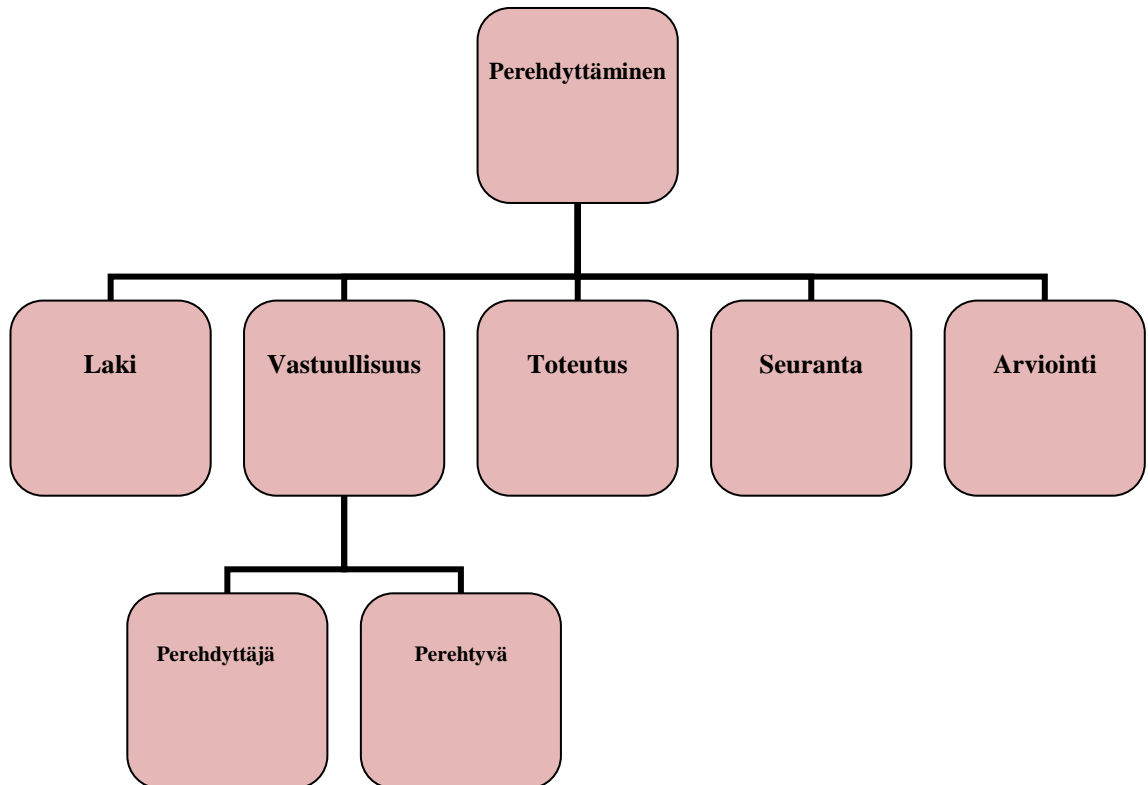 Perehdyttäminen
Laki
Vastuullisuus
Toteutus
Seuranta
Arviointi
Perehdyttäjä
Perehtyvä